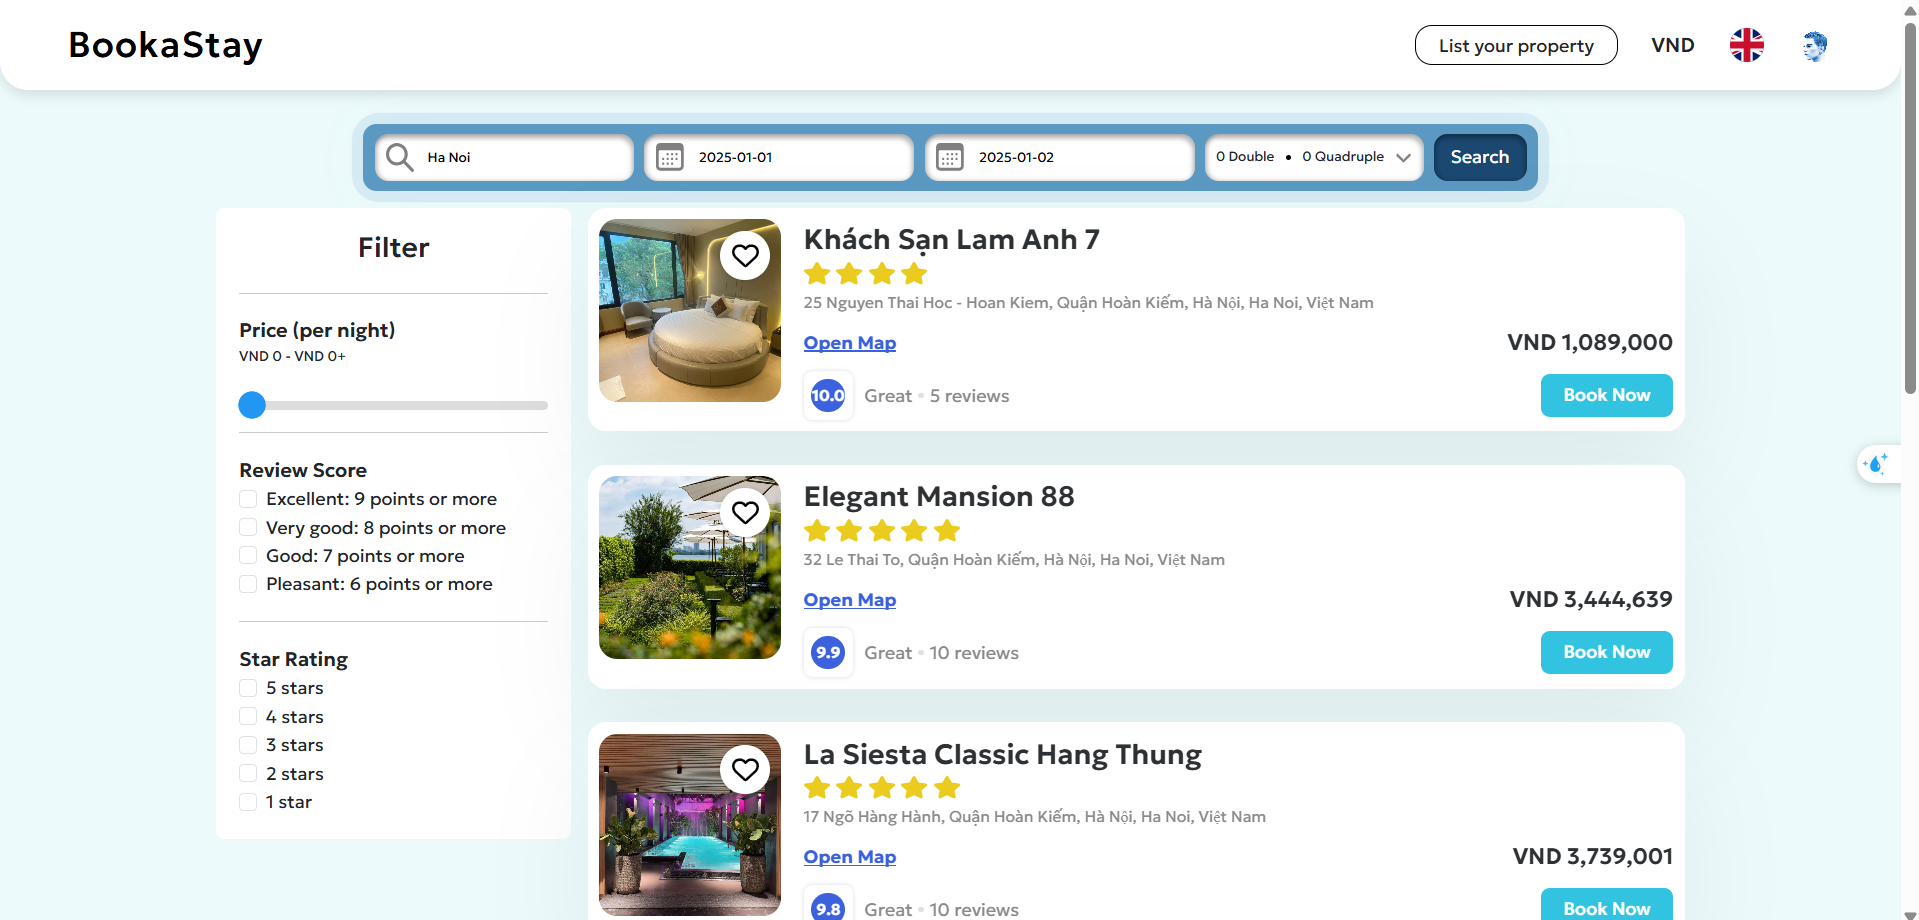 BookaStay
List your property
VND
Ha Noi
2025-01-01
2025-01-02
0 Double • 0 Quadruple
Search
Filter
Price (per night)
VND 0 - VND 0+
Review Score
Excellent: 9 points or more
Very good: 8 points or more
Good: 7 points or more
Pleasant: 6 points or more
Star Rating
5 stars
4 stars
3 stars
2 stars
1 star
Khách Sạn Lam Anh 7
25 Nguyen Thai Hoc - Hoan Kiem, Quận Hoàn Kiếm, Hà Nội, Ha Noi, Việt Nam
Open Map
VND 1,089,000
10.0 Great • 5 reviews
Book Now
Elegant Mansion 88
32 Le Thai To, Quận Hoàn Kiếm, Hà Nội, Ha Noi, Việt Nam
Open Map
VND 3,444,639
9.9 Great • 10 reviews
Book Now
La Siesta Classic Hang Thung
17 Ngõ Hàng Hành, Quận Hoàn Kiếm, Hà Nội, Ha Noi, Việt Nam
Open Map
VND 3,739,001
9.8 Great • 10 reviews
Book Now